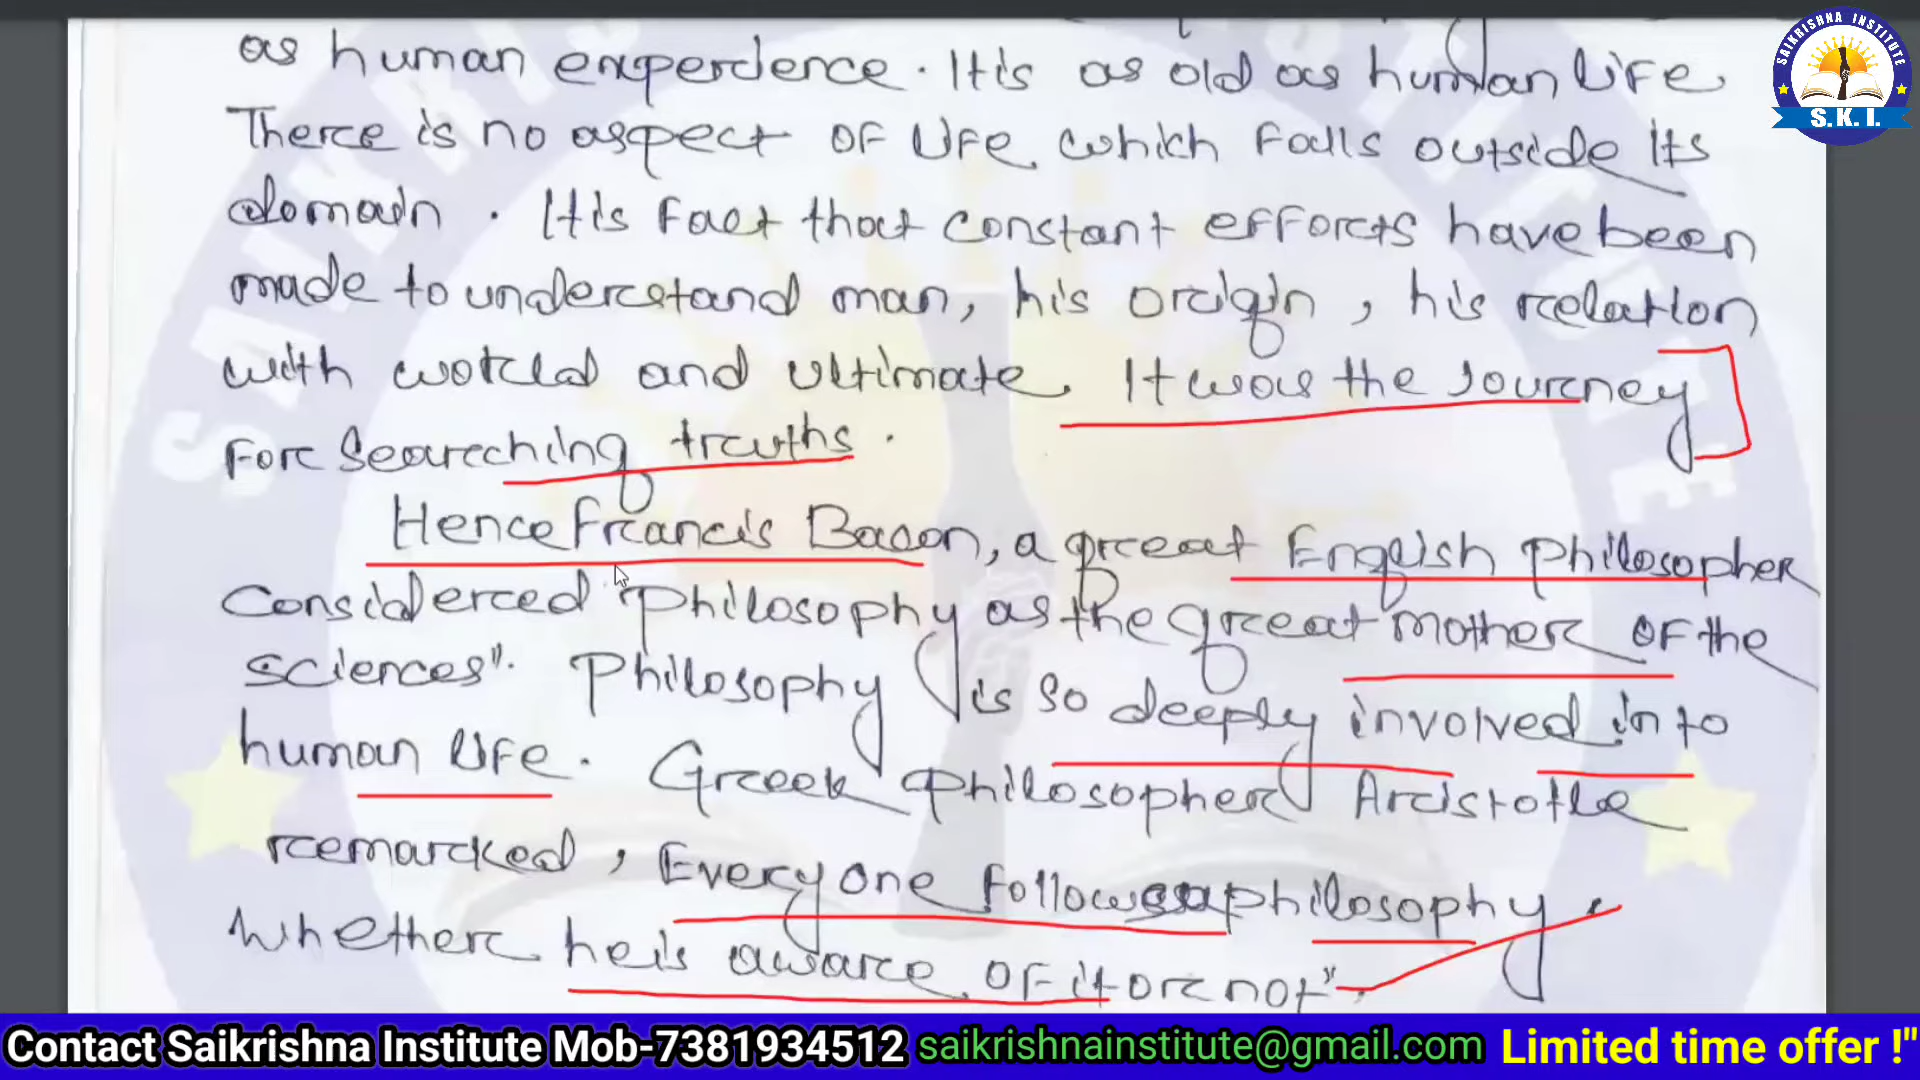 as human experience. It is as old as human life
There is no aspect of life which falls outside its
domain. It is fact that constant efforts have been
made to understand man, his origin, his relation
with world and ultimate. It was the Journey
for searching truths.
Hence Francis Bacon, a great English philosopher
considered "philosophy as the great mother of the
sciences". Philosophy is so deeply involved into
human life. Greek philosopher Aristotle
remarked, Every one follows philosophy,
Whether he is aware of it or not".
SAIKRISHNA INSTITUTE
S.K.I.
Contact Saikrishna Institute Mob-7381934512 saikrishnainstitute@gmail.com Limited time offer !"